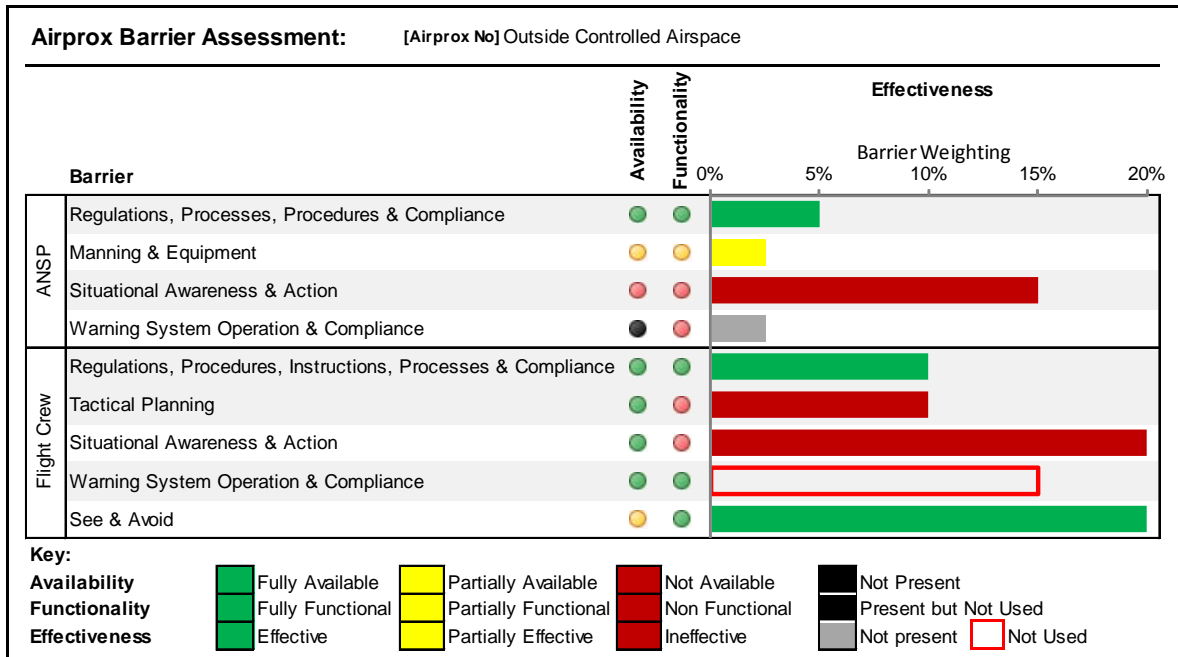 Airprox Barrier Assessment: [Airprox No] Outside Controlled Airspace
Barrier
Availability
Functionality
Effectiveness
Barrier Weighting
0% 5% 10% 15% 20%
ANSP
Regulations, Processes, Procedures & Compliance
Manning & Equipment
Situational Awareness & Action
Warning System Operation & Compliance
Flight Crew
Regulations, Procedures, Instructions, Processes & Compliance
Tactical Planning
Situational Awareness & Action
Warning System Operation & Compliance
See & Avoid
Key:
Availability Fully Available Partially Available Not Available Not Present
Functionality Fully Functional Partially Functional Non Functional Present but Not Used
Effectiveness Effective Partially Effective Ineffective Not present Not Used